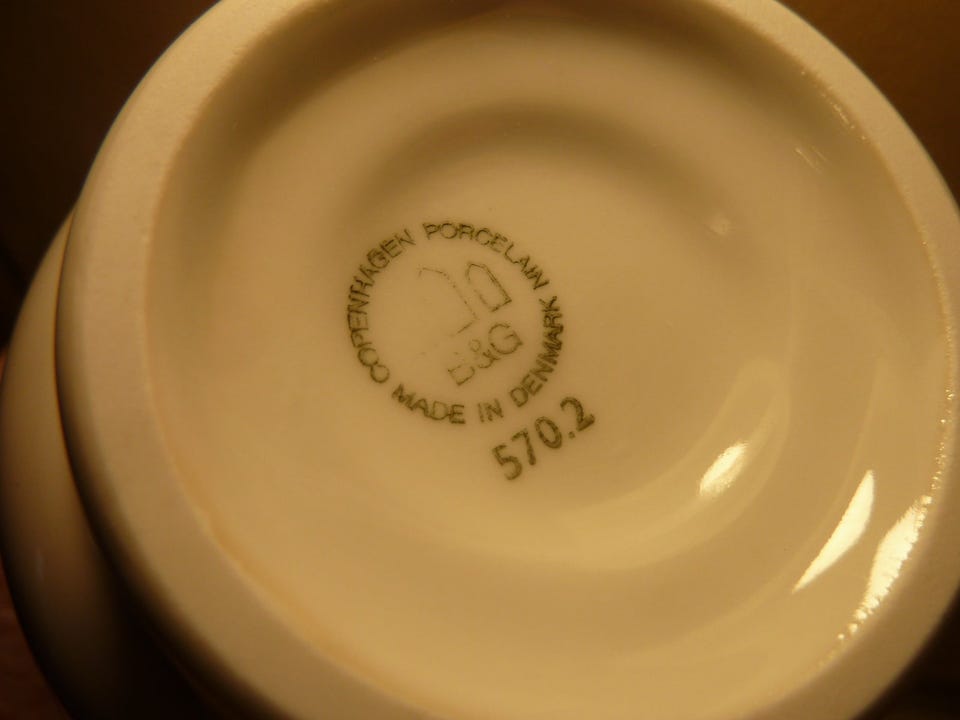 COPENHAGEN PORCELAIN
B&G
MADE IN DENMARK
570.2